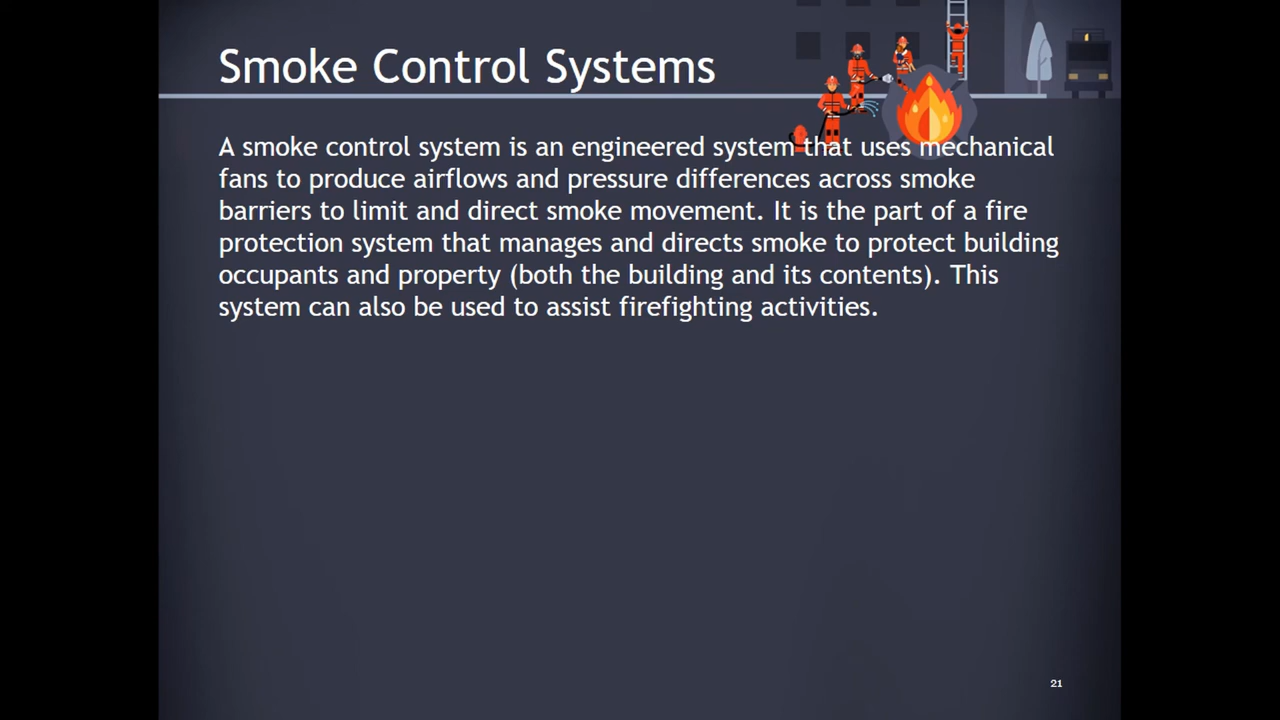 Smoke Control Systems
A smoke control system is an engineered system that uses mechanical
fans to produce airflows and pressure differences across smoke
barriers to limit and direct smoke movement. It is the part of a fire
protection system that manages and directs smoke to protect building
occupants and property (both the building and its contents). This
system can also be used to assist firefighting activities.
21